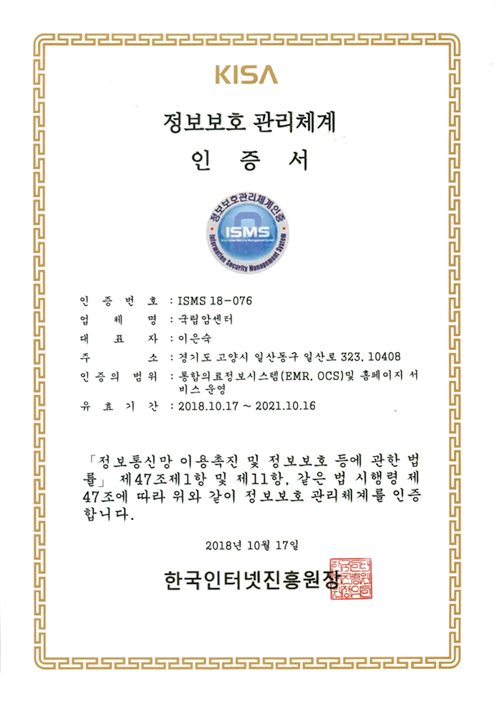 KISA
정보보호 관리체계
인 증 서
정보보호관리체계인증
ISMS
Information Security Management System
인 증 번 호 : ISMS 18-076
업 체 명 : 국립암센터
대 표 자 : 이은숙
주 소 : 경기도 고양시 일산동구 일산로 323, 10408
인증의 범위 : 통합의료정보시스템(EMR, OCS)및 홈페이지 서
비스 운영
유 효 기 간 : 2018.10.17 ~ 2021.10.16
「정보통신망 이용촉진 및 정보보호 등에 관한 법
률」 제47조제1항 및 제11항, 같은 법 시행령 제
47조에 따라 위와 같이 정보보호 관리체계를 인증
합니다.
2018년 10월 17일
한국인터넷진흥원장